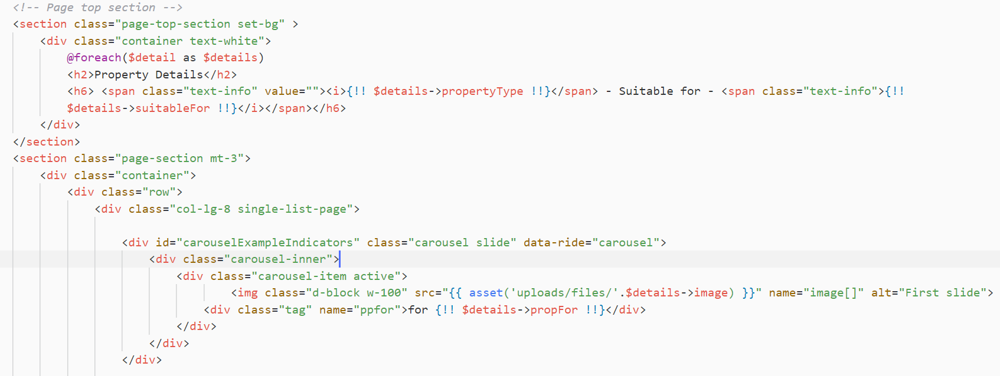 <!-- Page top section -->
<section class="page-top-section set-bg" >
<div class="container text-white">
@foreach($detail as $details)
<h2>Property Details</h2>
<h6> <span class="text-info" value=""><i>{!! $details->propertyType !!}</span> - Suitable for - <span class="text-info">{!!
$details->suitableFor !!}</i></span></h6>
</div>
</section>
<section class="page-section mt-3">
<div class="container">
<div class="row">
<div class="col-lg-8 single-list-page">
<div id="carouselExampleIndicators" class="carousel slide" data-ride="carousel">
<div class="carousel-inner">
<div class="carousel-item active">
<img class="d-block w-100" src="{{ asset('uploads/files/'.$details->image) }}" name="image[]" alt="First slide">
<div class="tag" name="ppfor">for {!! $details->propFor !!}</div>
</div>
</div>
</div>